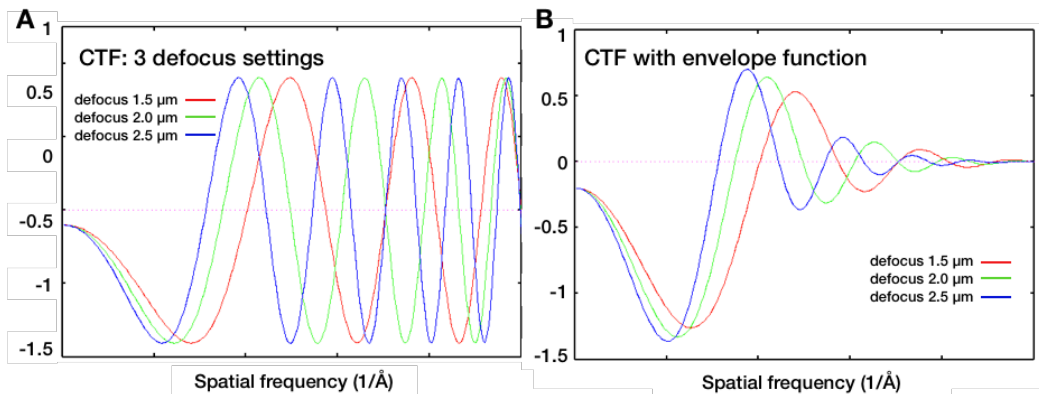 A
1
CTF: 3 defocus settings
0.5
defocus 1.5 µm
defocus 2.0 µm
defocus 2.5 µm
0
-0.5
-1
-1.5
Spatial frequency (1/Å)
B
1
CTF with envelope function
0.5
0
-0.5
defocus 1.5 µm
defocus 2.0 µm
defocus 2.5 µm
-1
-1.5
Spatial frequency (1/Å)